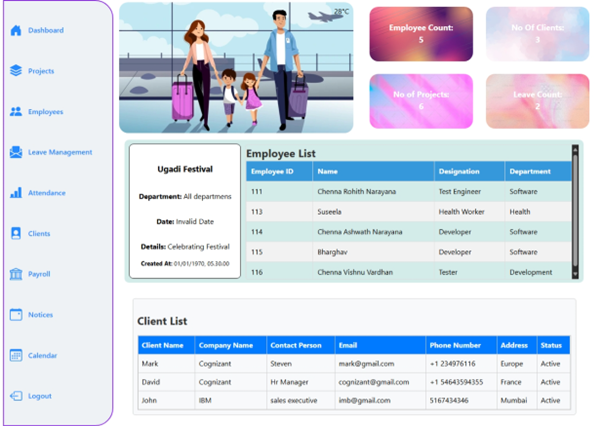 Dashboard
Projects
Employees
Leave Management
Attendance
Clients
Payroll
Notices
Calendar
Logout
28°C
Employee Count:
5
No Of Clients:
3
No of Projects:
6
Leave Count:
2
Ugadi Festival
Department: All departmens
Date: Invalid Date
Details: Celebrating Festival
Created At: 01/01/1970, 05:30:00
Employee List
Employee ID Name Designation Department
111 Chenna Rohith Narayana Test Engineer Software
113 Suseela Health Worker Health
114 Chenna Ashwath Narayana Developer Software
115 Bharghav Developer Software
116 Chenna Vishnu Vardhan Tester Development
Client List
Client Name Company Name Contact Person Email Phone Number Address Status
Mark Cognizant Steven mark@gmail.com +1 234976116 Europe Active
David Cognizant Hr Manager cognizant@gmail.com +1 54643594355 France Active
John IBM sales executive imb@gmail.com 5167434346 Mumbai Active